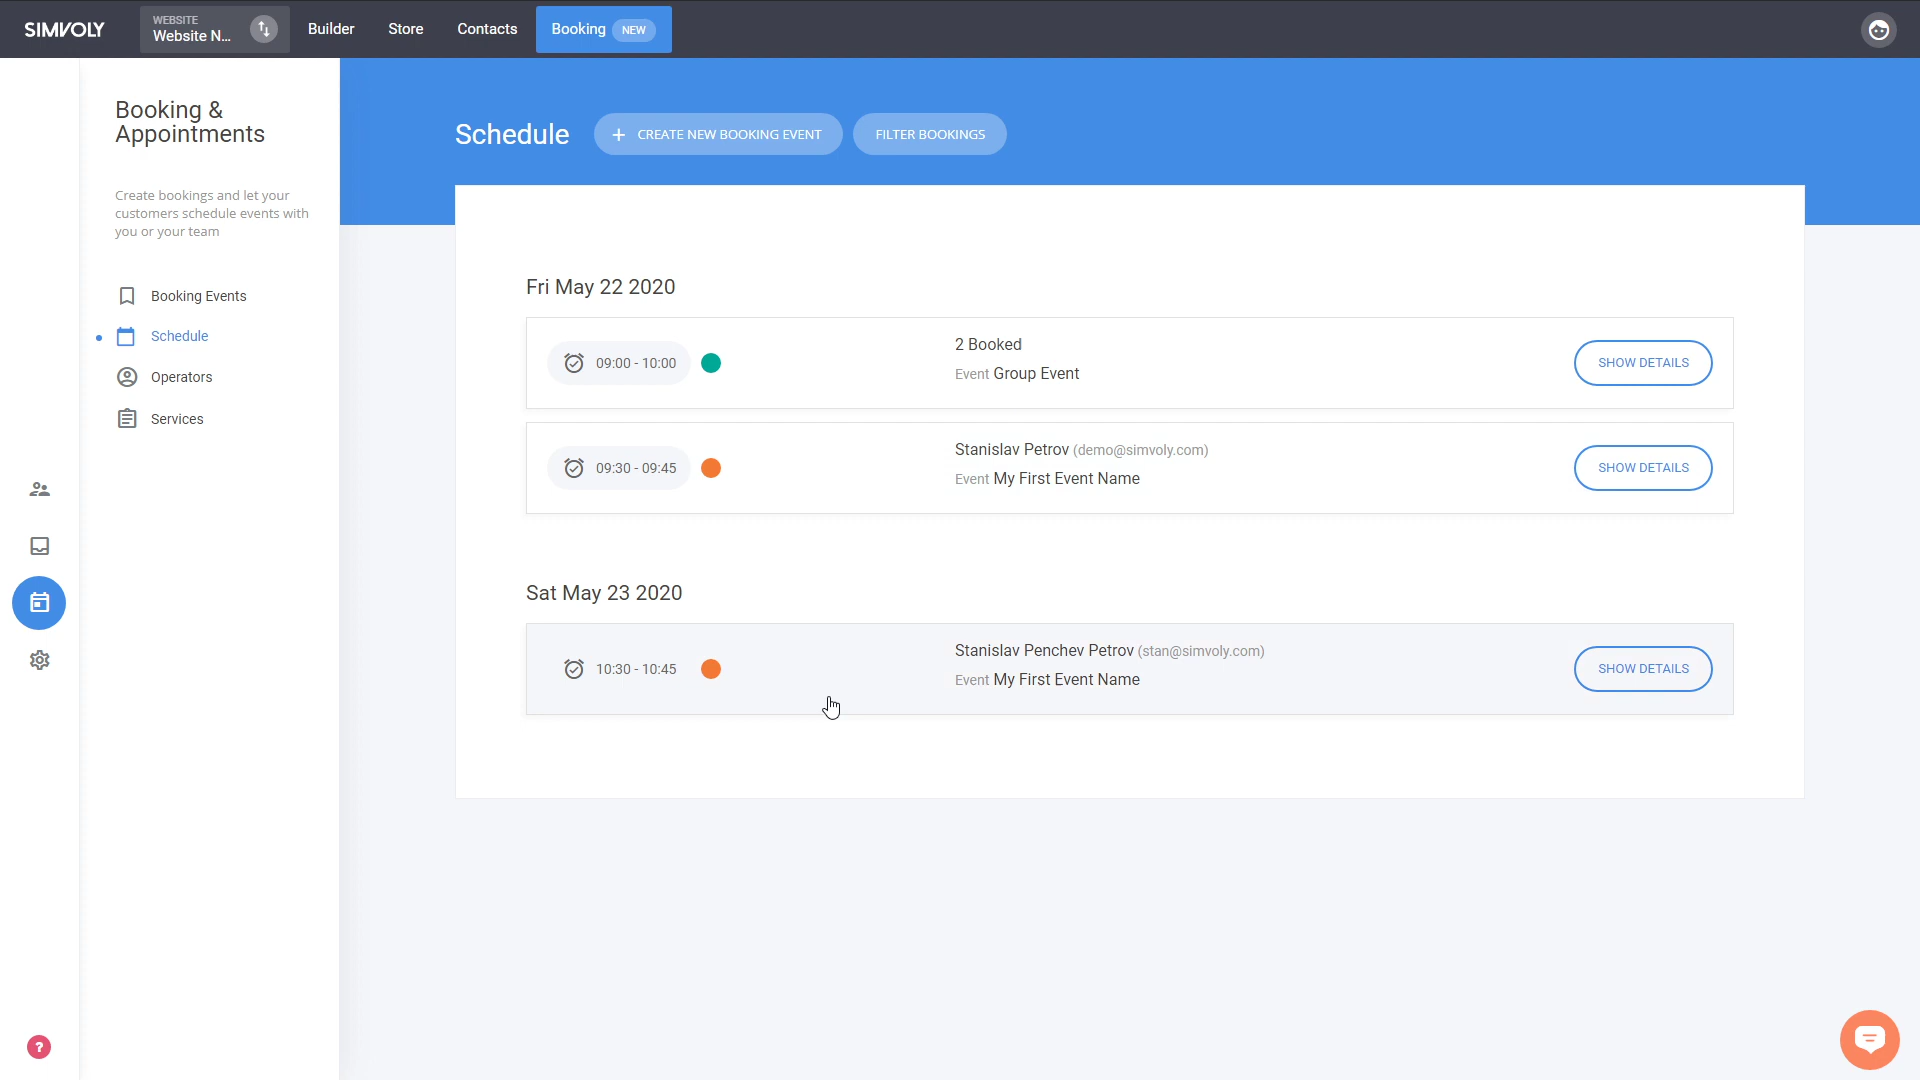 SIMVOLY
WEBSITE
Website N...
Builder
Store
Contacts
Booking NEW
Booking &
Appointments
Create bookings and let your
customers schedule events with
you or your team
Booking Events
Schedule
Operators
Services
?
Schedule
+ CREATE NEW BOOKING EVENT
FILTER BOOKINGS
Fri May 22 2020
09:00 - 10:00
2 Booked
Event Group Event
SHOW DETAILS
09:30 - 09:45
Stanislav Petrov (demo@simvoly.com)
Event My First Event Name
SHOW DETAILS
Sat May 23 2020
10:30 - 10:45
Stanislav Penchev Petrov (stan@simvoly.com)
Event My First Event Name
SHOW DETAILS